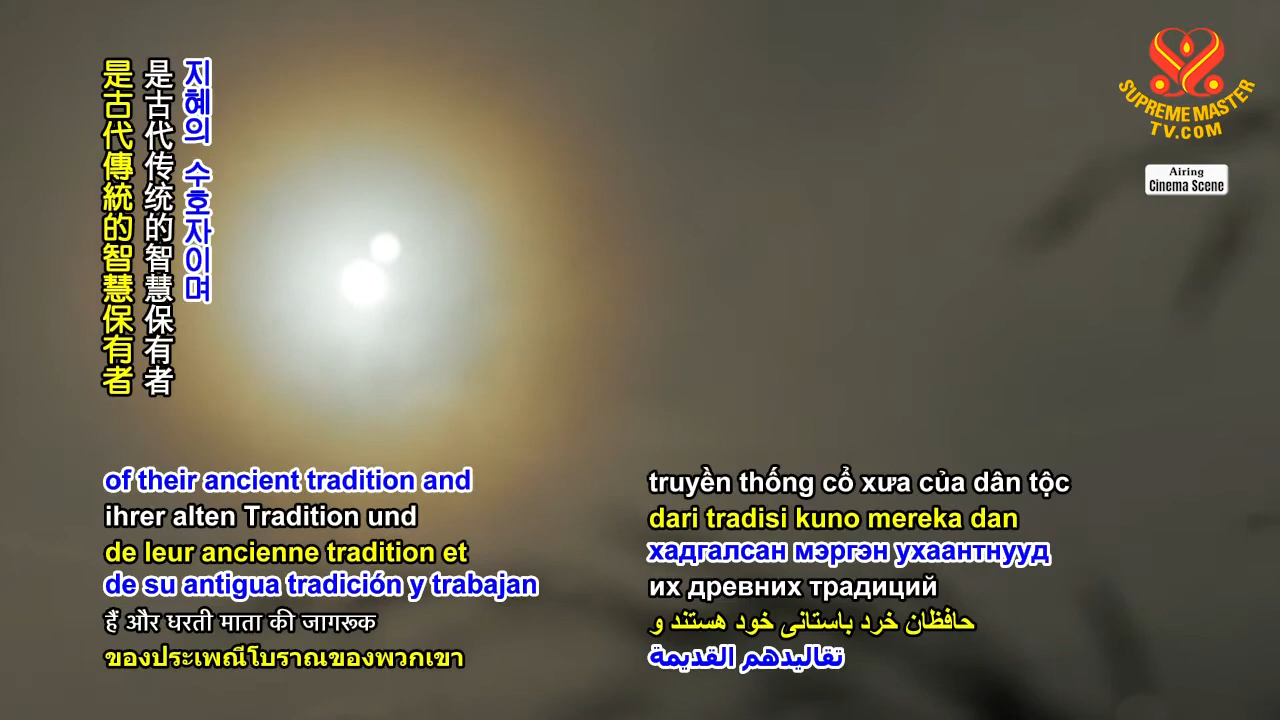 지혜의 수호자이며
是古代传统的智慧保有者
是古代傳統的智慧保有者
SUPREME MASTER
TV.COM
Airing
Cinema Scene
of their ancient tradition and
ihrer alten Tradition und
de leur ancienne tradition et
de su antigua tradición y trabajan
हैं और धरती माता की जागरूक
ของประเพณีโบราณของพวกเขา
truyền thống cổ xưa của dân tộc
dari tradisi kuno mereka dan
хадгалсан мэргэн ухаантнууд
их древних традиций
حافظان خرد باستانی خود هستند و
تقاليدهم القديمة